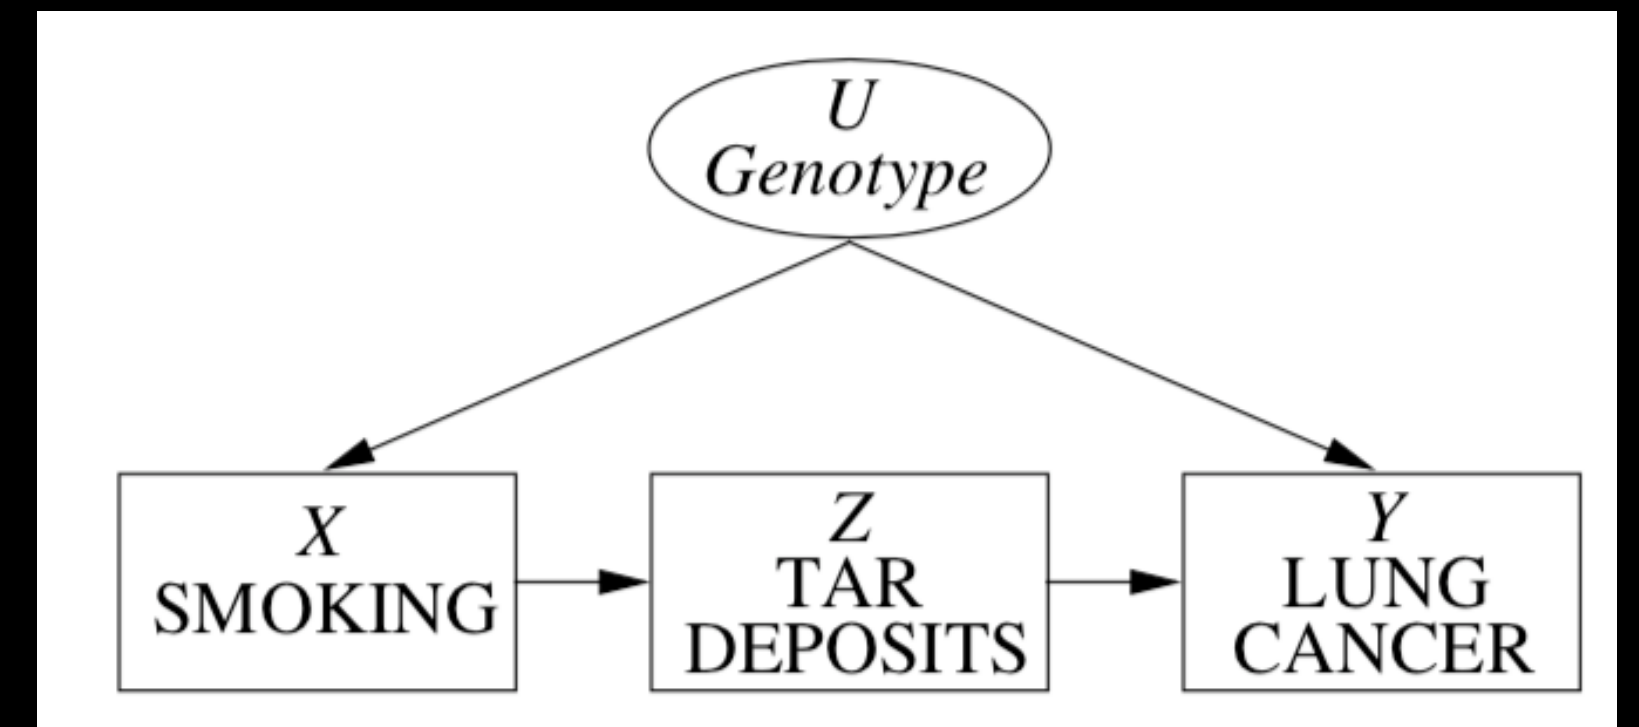 U
Genotype
X
SMOKING
Z
TAR
DEPOSITS
Y
LUNG
CANCER